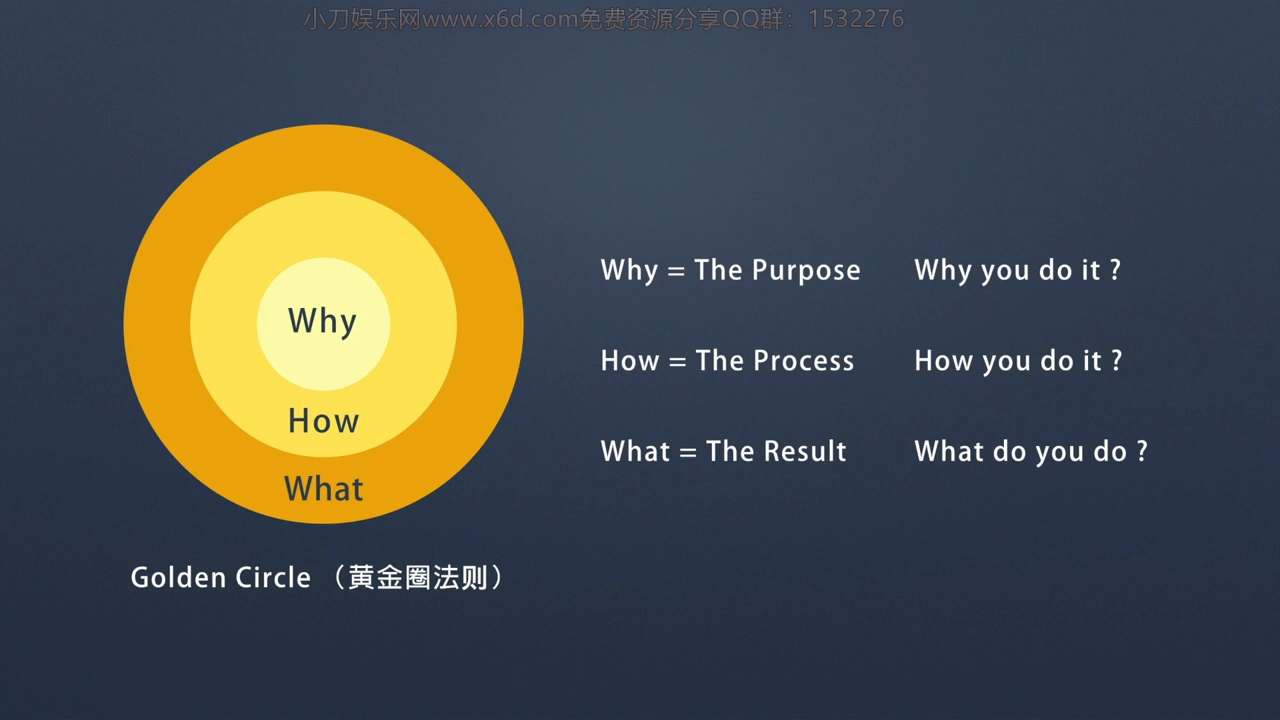 小刀娱乐网www.x6d.com免费资源分享QQ群：1532276
Why
How
What
Golden Circle （黄金圈法则）
Why = The Purpose Why you do it ?
How = The Process How you do it ?
What = The Result What do you do ?